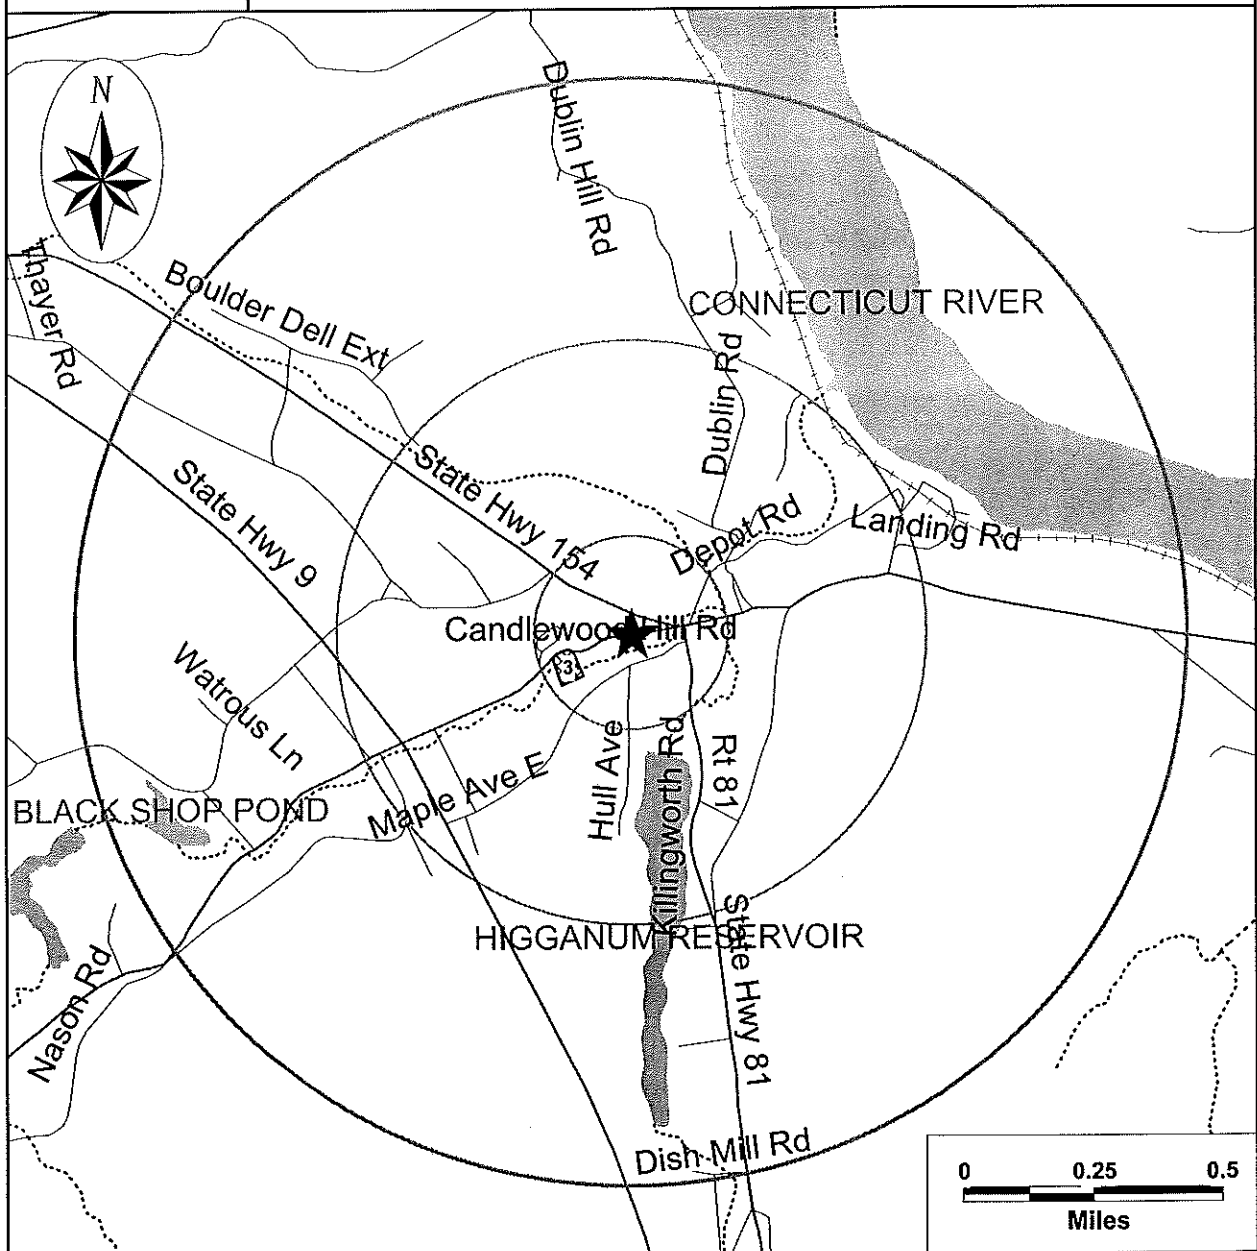 N
Dublin Hill Rd
Thayer Rd
Boulder Dell Ext
CONNECTICUT RIVER
Dublin Rd
State Hwy 154
State Hwy 9
Depot Rd
Landing Rd
Candlewood Hill Rd
3
Watrous Ln
Maple Ave E
Hull Ave
Killingworth Rd
Rt 81
BLACK SHOP POND
HIGGANUM RESERVOIR
State Hwy 81
Nason Rd
Dish Mill Rd
0 0.25 0.5
Miles